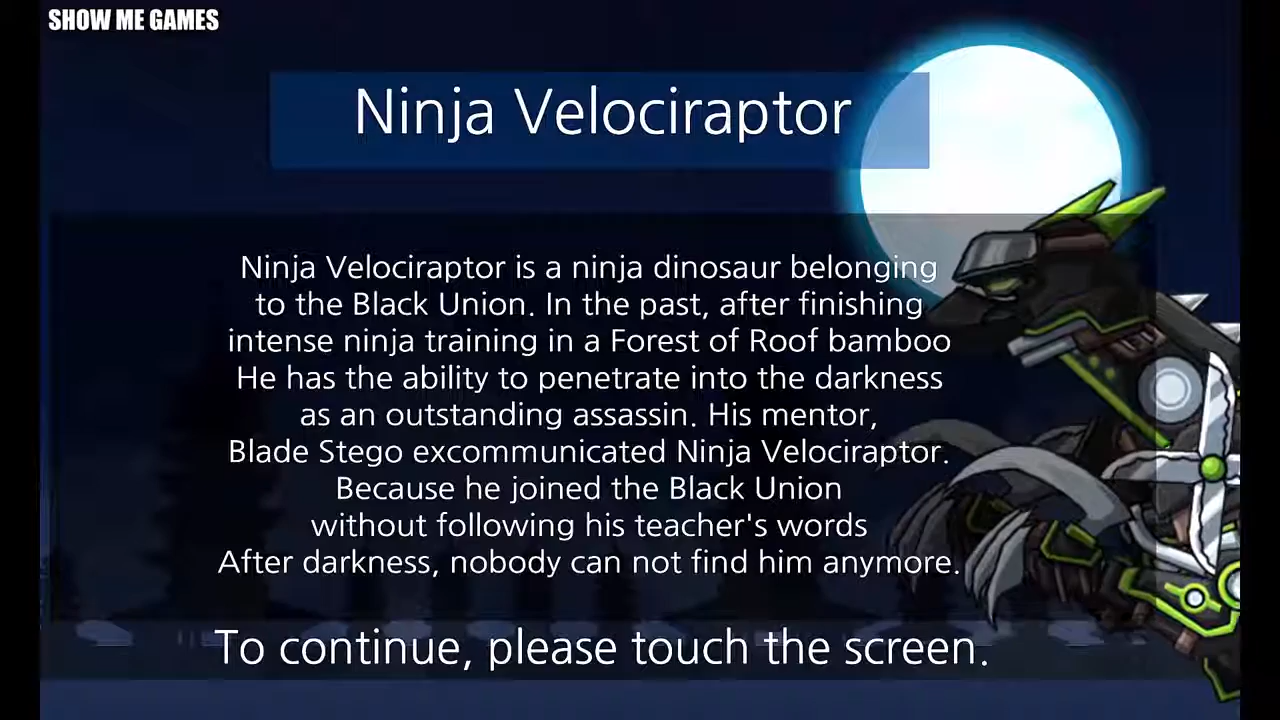 SHOW ME GAMES
Ninja Velociraptor
Ninja Velociraptor is a ninja dinosaur belonging
to the Black Union. In the past, after finishing
intense ninja training in a Forest of Roof bamboo
He has the ability to penetrate into the darkness
as an outstanding assassin. His mentor,
Blade Stego excommunicated Ninja Velociraptor.
Because he joined the Black Union
without following his teacher's words
After darkness, nobody can not find him anymore.
To continue, please touch the screen.